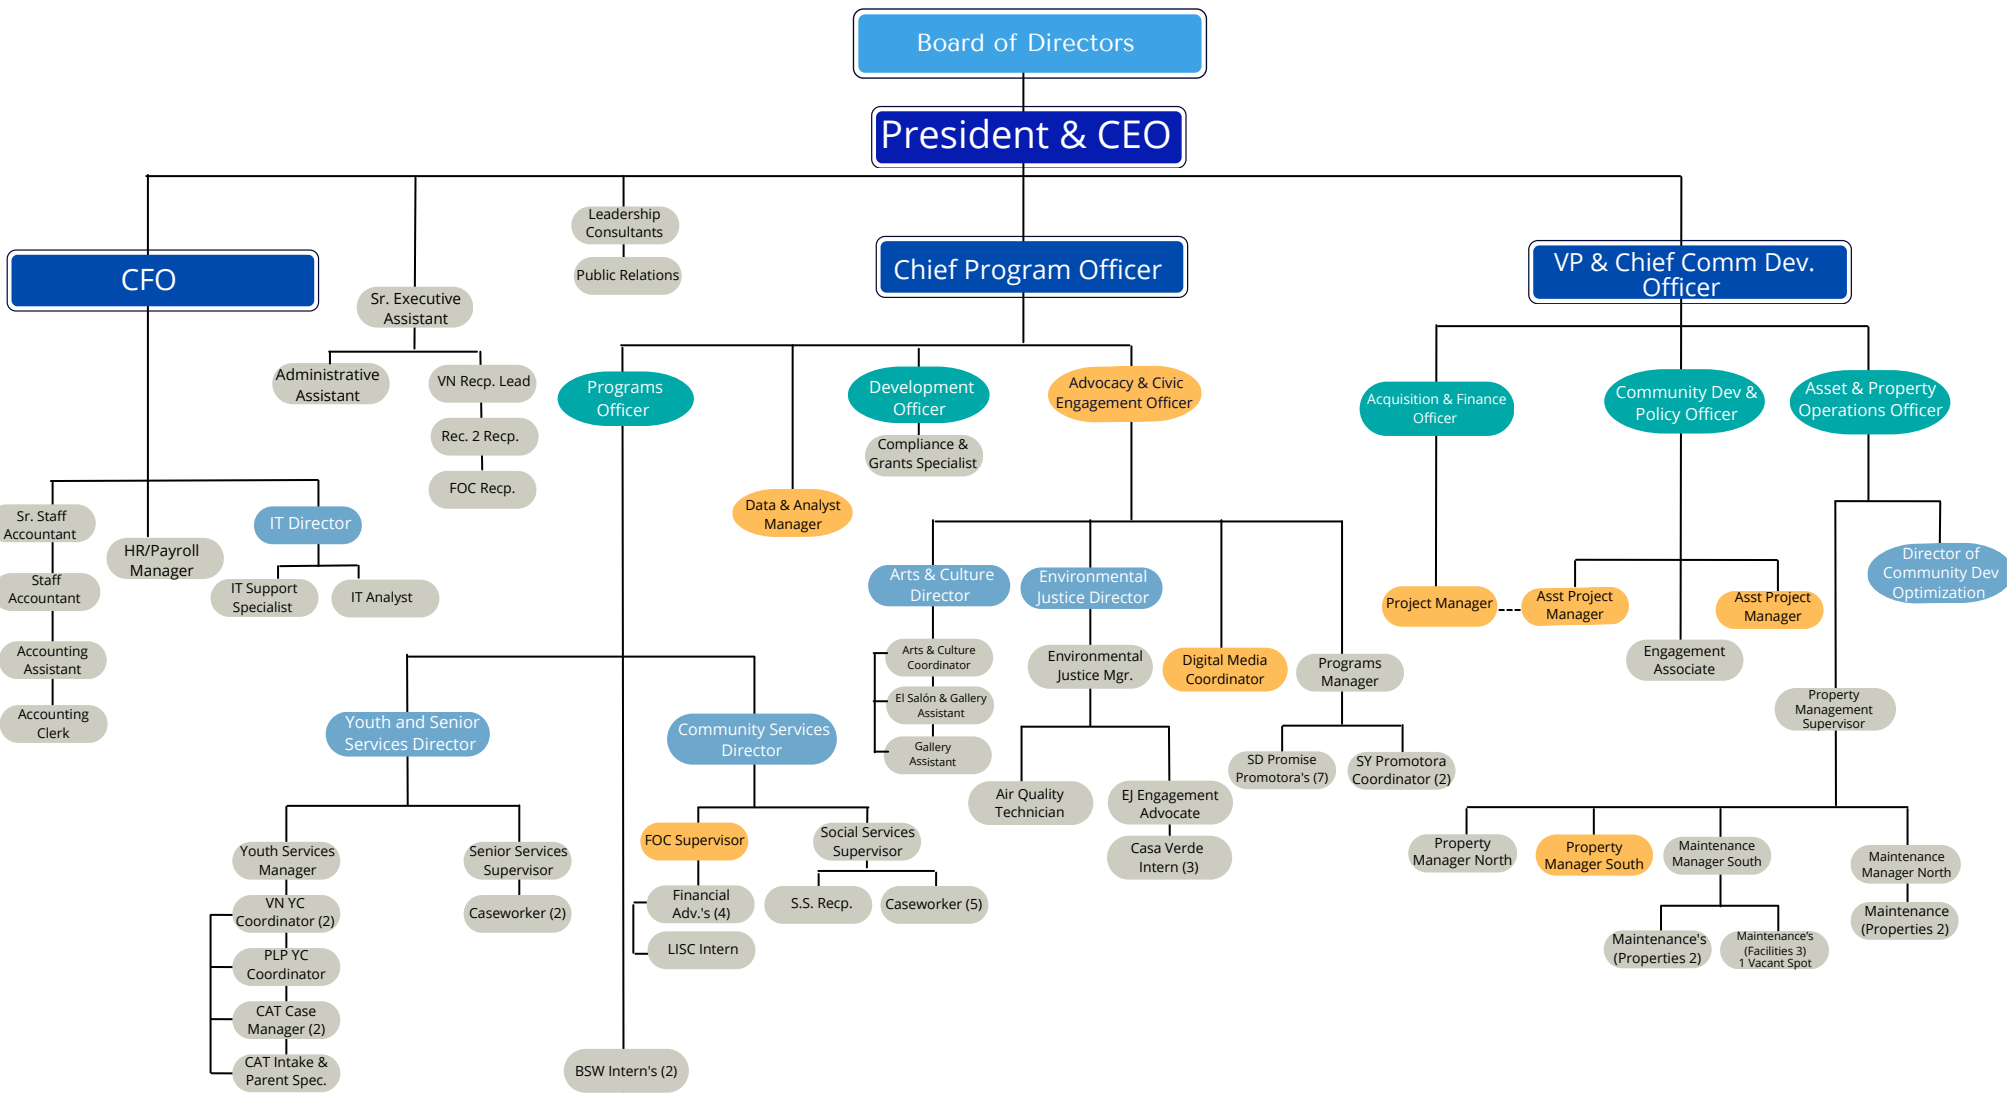 Board of Directors
President & CEO
Leadership
Consultants
Public Relations
CFO
Chief Program Officer
VP & Chief Comm Dev.
Officer
Sr. Executive
Assistant
Administrative
Assistant
VN Recp. Lead
Rec. 2 Recp.
FOC Recp.
Programs
Officer
Development
Officer
Compliance &
Grants Specialist
Advocacy & Civic
Engagement Officer
Data & Analyst
Manager
Acquisition & Finance
Officer
Community Dev &
Policy Officer
Asset & Property
Operations Officer
Sr. Staff
Accountant
Staff
Accountant
Accounting
Assistant
Accounting
Clerk
HR/Payroll
Manager
IT Director
IT Support
Specialist
IT Analyst
Arts & Culture
Director
Arts & Culture
Coordinator
El Salón & Gallery
Assistant
Gallery
Assistant
Environmental
Justice Director
Environmental
Justice Mgr.
Air Quality
Technician
EJ Engagement
Advocate
Casa Verde
Intern (3)
Digital Media
Coordinator
Programs
Manager
SD Promise
Promotora's (7)
SY Promotora
Coordinator (2)
Project Manager
Asst Project
Manager
Asst Project
Manager
Engagement
Associate
Director of
Community Dev
Optimization
Property
Management
Supervisor
Youth and Senior
Services Director
Community Services
Director
Youth Services
Manager
VN YC
Coordinator (2)
PLP YC
Coordinator
CAT Case
Manager (2)
CAT Intake &
Parent Spec.
Senior Services
Supervisor
Caseworker (2)
FOC Supervisor
Financial
Adv.'s (4)
LISC Intern
Social Services
Supervisor
S.S. Recp.
Caseworker (5)
BSW Intern's (2)
Property
Manager North
Property
Manager South
Maintenance
Manager South
Maintenance
Manager North
Maintenance's
(Properties 2)
Maintenance's
(Facilities 3)
1 Vacant Spot
Maintenance
(Properties 2)